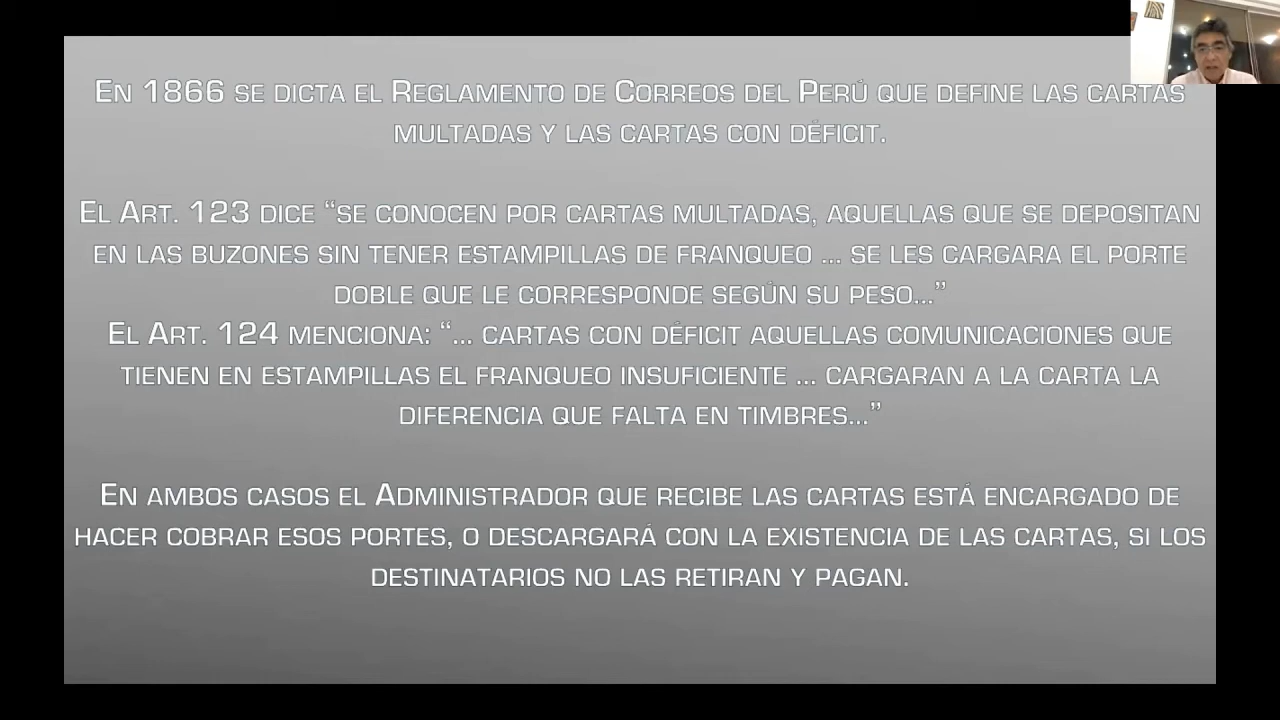 En 1866 se dicta el Reglamento de Correos del Perú que define las cartas
multadas y las cartas con déficit.
El Art. 123 dice “se conocen por cartas multadas, aquellas que se depositan
en las buzones sin tener estampillas de franqueo ... se les cargara el porte
doble que le corresponde según su peso...”
El Art. 124 menciona: “... cartas con déficit aquellas comunicaciones que
tienen en estampillas el franqueo insuficiente ... cargaran a la carta la
diferencia que falta en timbres...”
En ambos casos el Administrador que recibe las cartas está encargado de
hacer cobrar esos portes, o descargará con la existencia de las cartas, si los
destinatarios no las retiran y pagan.